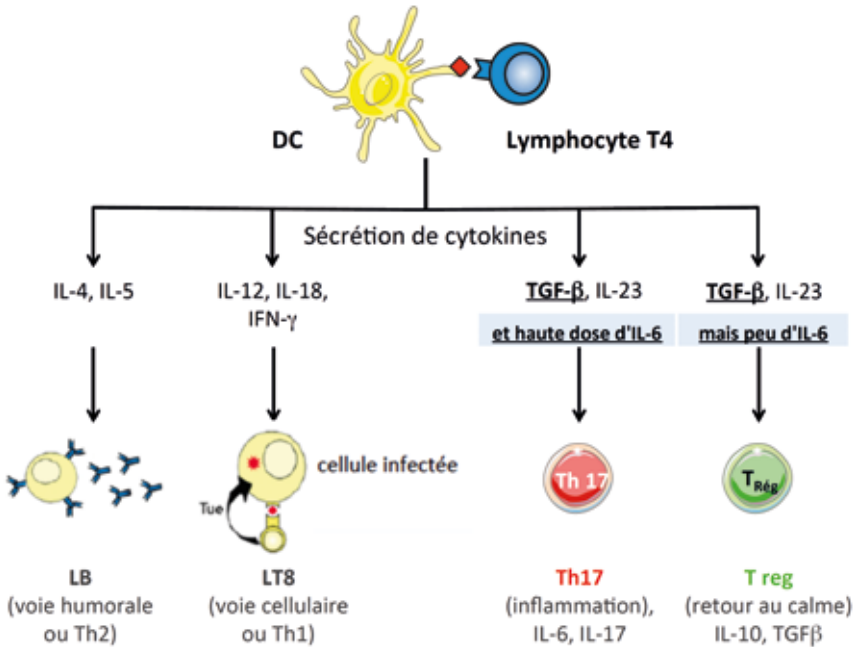 DC
Lymphocyte T4
Sécrétion de cytokines
IL-4, IL-5
IL-12, IL-18,
IFN-γ
TGF-β, IL-23
et haute dose d'IL-6
TGF-β, IL-23
mais peu d'IL-6
cellule infectée
Tue
Th 17
TRég
LB
(voie humorale
ou Th2)
LT8
(voie cellulaire
ou Th1)
Th17
(inflammation),
IL-6, IL-17
T reg
(retour au calme)
IL-10, TGFβ